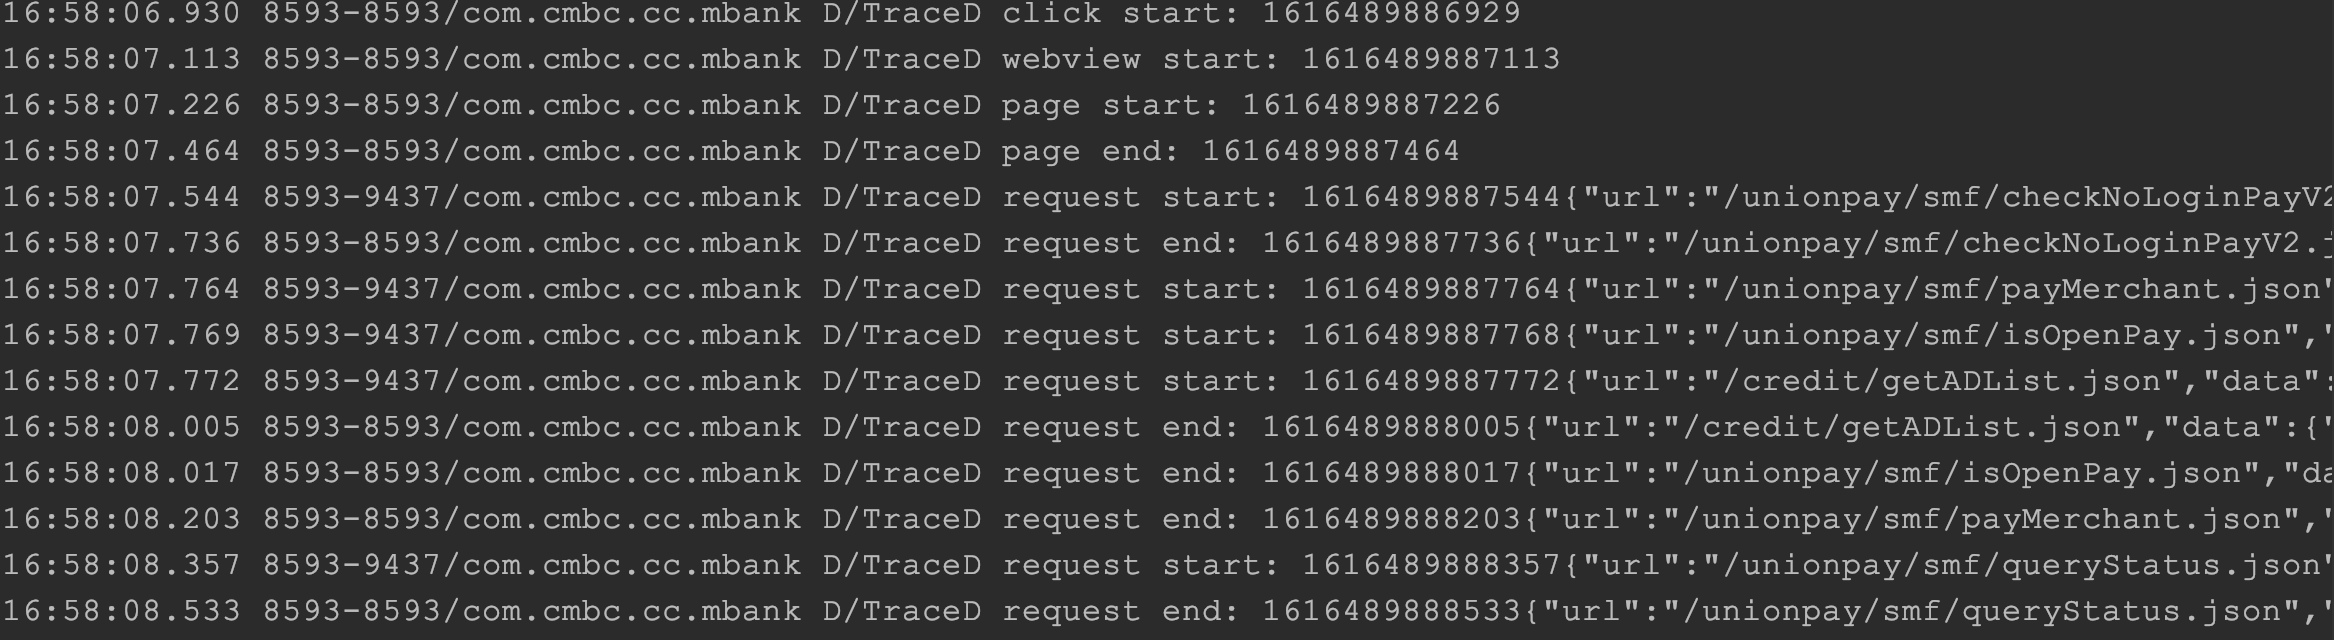 16:58:06.930 8593-8593/com.cmbc.cc.mbank D/TraceD click start: 1616489886929
16:58:07.113 8593-8593/com.cmbc.cc.mbank D/TraceD webview start: 1616489887113
16:58:07.226 8593-8593/com.cmbc.cc.mbank D/TraceD page start: 1616489887226
16:58:07.464 8593-8593/com.cmbc.cc.mbank D/TraceD page end: 1616489887464
16:58:07.544 8593-9437/com.cmbc.cc.mbank D/TraceD request start: 1616489887544{"url":"/unionpay/smf/checkNoLoginPayV2
16:58:07.736 8593-8593/com.cmbc.cc.mbank D/TraceD request end: 1616489887736{"url":"/unionpay/smf/checkNoLoginPayV2.j
16:58:07.764 8593-9437/com.cmbc.cc.mbank D/TraceD request start: 1616489887764{"url":"/unionpay/smf/payMerchant.json"
16:58:07.769 8593-9437/com.cmbc.cc.mbank D/TraceD request start: 1616489887768{"url":"/unionpay/smf/isOpenPay.json","
16:58:07.772 8593-9437/com.cmbc.cc.mbank D/TraceD request start: 1616489887772{"url":"/credit/getADList.json","data":
16:58:08.005 8593-8593/com.cmbc.cc.mbank D/TraceD request end: 1616489888005{"url":"/credit/getADList.json","data":{"
16:58:08.017 8593-8593/com.cmbc.cc.mbank D/TraceD request end: 1616489888017{"url":"/unionpay/smf/isOpenPay.json","da
16:58:08.203 8593-8593/com.cmbc.cc.mbank D/TraceD request end: 1616489888203{"url":"/unionpay/smf/payMerchant.json","
16:58:08.357 8593-9437/com.cmbc.cc.mbank D/TraceD request start: 1616489888357{"url":"/unionpay/smf/queryStatus.json"
16:58:08.533 8593-8593/com.cmbc.cc.mbank D/TraceD request end: 1616489888533{"url":"/unionpay/smf/queryStatus.json","